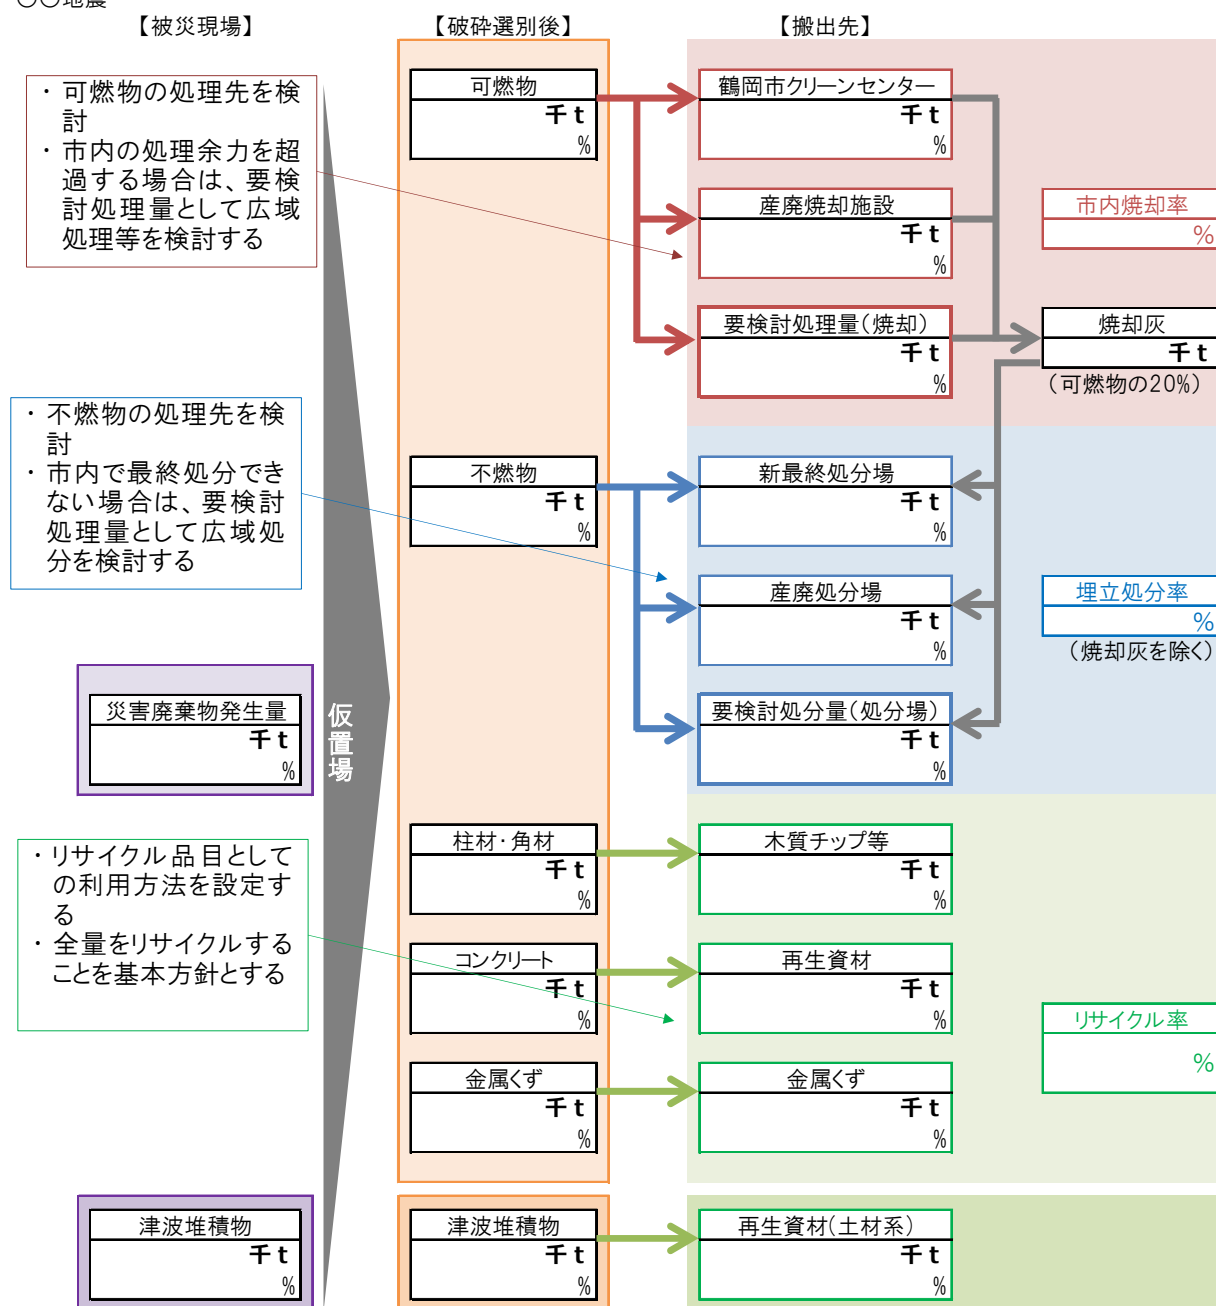 〇〇地震
【被災現場】
【破砕選別後】
【搬出先】
・可燃物の処理先を検
討
・市内の処理余力を超
過する場合は、要検
討処理量として広域
処理等を検討する
可燃物
千t
%
鶴岡市クリーンセンター
千t
%
産廃焼却施設
千t
%
市内焼却率
%
要検討処理量(焼却)
千t
%
焼却灰
千t
(可燃物の20%)
・不燃物の処理先を検
討
・市内で最終処分でき
ない場合は、要検討
処理量として広域処
分を検討する
不燃物
千t
%
新最終処分場
千t
%
産廃処分場
千t
%
埋立処分率
%
(焼却灰を除く)
災害廃棄物発生量
千t
%
仮置場
要検討処分量(処分場)
千t
%
・リサイクル品目として
の利用方法を設定す
る
・全量をリサイクルする
ことを基本方針とする
柱材・角材
千t
%
木質チップ等
千t
%
コンクリート
千t
%
再生資材
千t
%
リサイクル率
%
金属くず
千t
%
金属くず
千t
%
津波堆積物
千t
%
津波堆積物
千t
%
再生資材(土材系)
千t
%